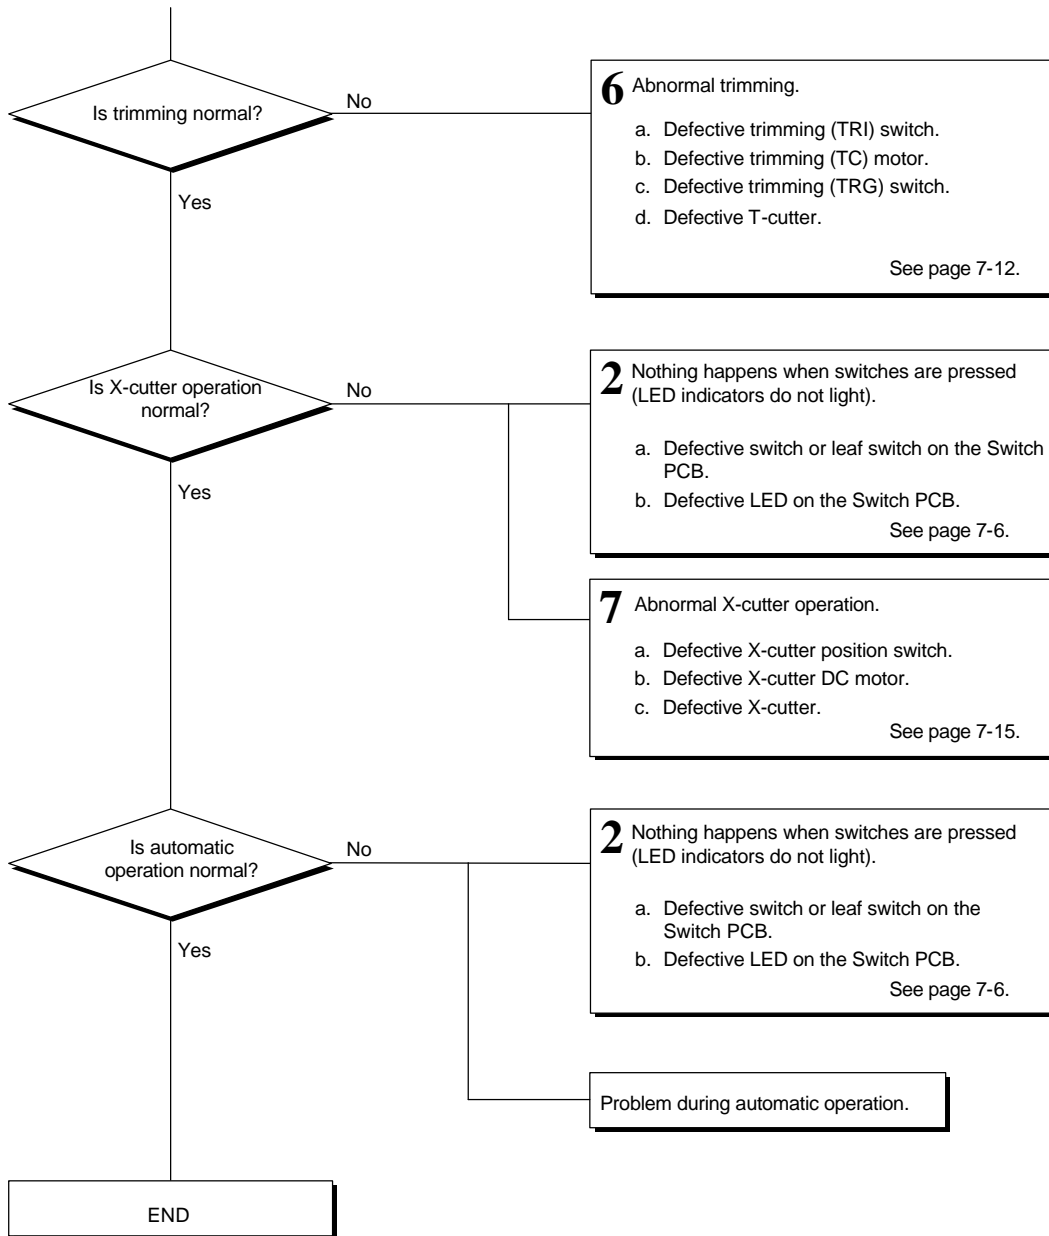 Is trimming normal?
No
Yes
6 Abnormal trimming.
a. Defective trimming (TRI) switch.
b. Defective trimming (TC) motor.
c. Defective trimming (TRG) switch.
d. Defective T-cutter.
See page 7-12.
Is X-cutter operation
normal?
No
Yes
2 Nothing happens when switches are pressed
(LED indicators do not light).
a. Defective switch or leaf switch on the Switch
PCB.
b. Defective LED on the Switch PCB.
See page 7-6.
7 Abnormal X-cutter operation.
a. Defective X-cutter position switch.
b. Defective X-cutter DC motor.
c. Defective X-cutter.
See page 7-15.
Is automatic
operation normal?
No
Yes
2 Nothing happens when switches are pressed
(LED indicators do not light).
a. Defective switch or leaf switch on the
Switch PCB.
b. Defective LED on the Switch PCB.
See page 7-6.
Problem during automatic operation.
END